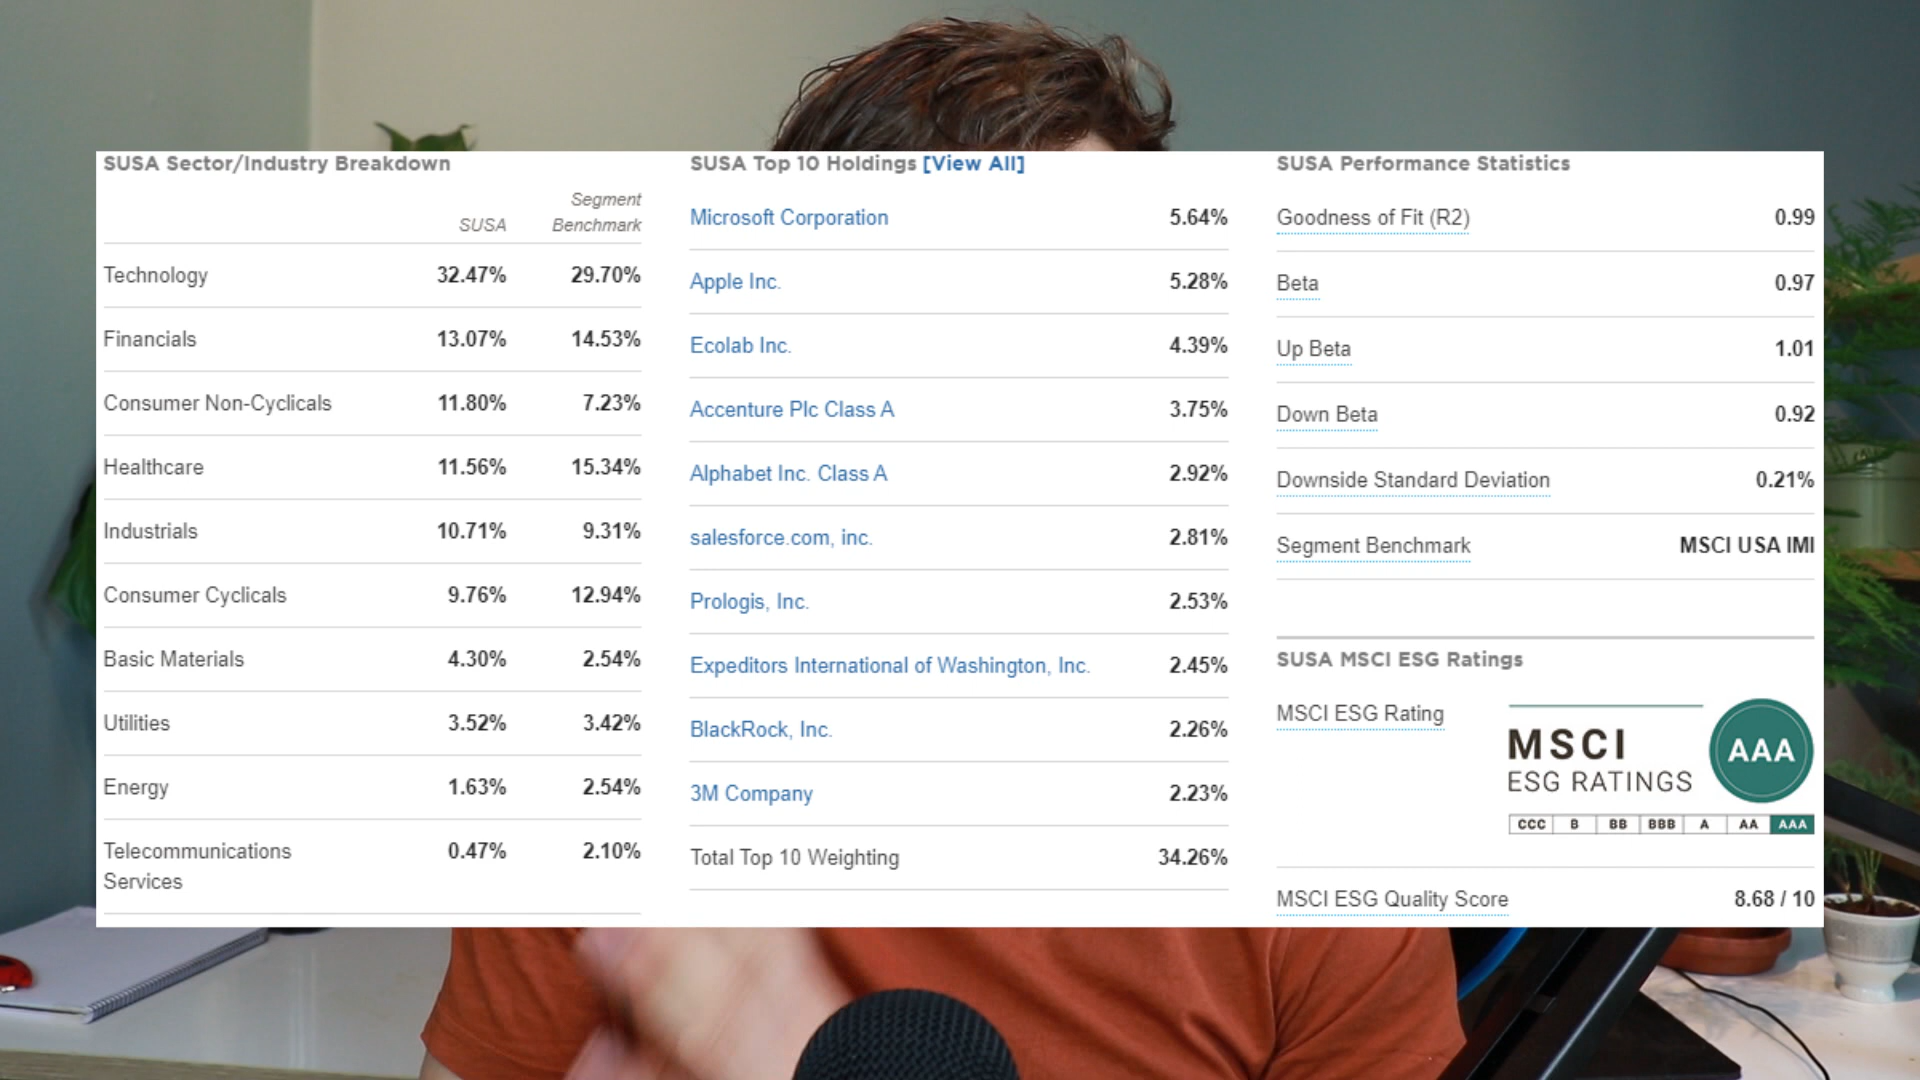 SUSA Sector/Industry Breakdown
SUSA
Segment
Benchmark
Technology 32.47% 29.70%
Financials 13.07% 14.53%
Consumer Non-Cyclicals 11.80% 7.23%
Healthcare 11.56% 15.34%
Industrials 10.71% 9.31%
Consumer Cyclicals 9.76% 12.94%
Basic Materials 4.30% 2.54%
Utilities 3.52% 3.42%
Energy 1.63% 2.54%
Telecommunications 0.47% 2.10%
Services
SUSA Top 10 Holdings [View All]
Microsoft Corporation 5.64%
Apple Inc. 5.28%
Ecolab Inc. 4.39%
Accenture Plc Class A 3.75%
Alphabet Inc. Class A 2.92%
salesforce.com, inc. 2.81%
Prologis, Inc. 2.53%
Expeditors International of Washington, Inc. 2.45%
BlackRock, Inc. 2.26%
3M Company 2.23%
Total Top 10 Weighting 34.26%
SUSA Performance Statistics
Goodness of Fit (R2) 0.99
Beta 0.97
Up Beta 1.01
Down Beta 0.92
Downside Standard Deviation 0.21%
Segment Benchmark MSCI USA IMI
SUSA MSCI ESG Ratings
MSCI ESG Rating
MSCI
ESG RATINGS
AAA
CCC B BB BBB A AA AAA
MSCI ESG Quality Score 8.68 / 10